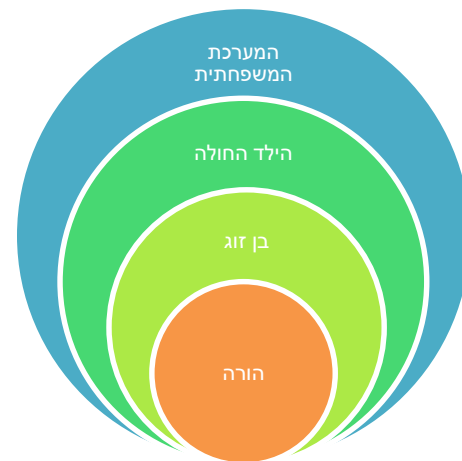 המערכת
המשפחתית
הילד החולה
בן זוג
הורה